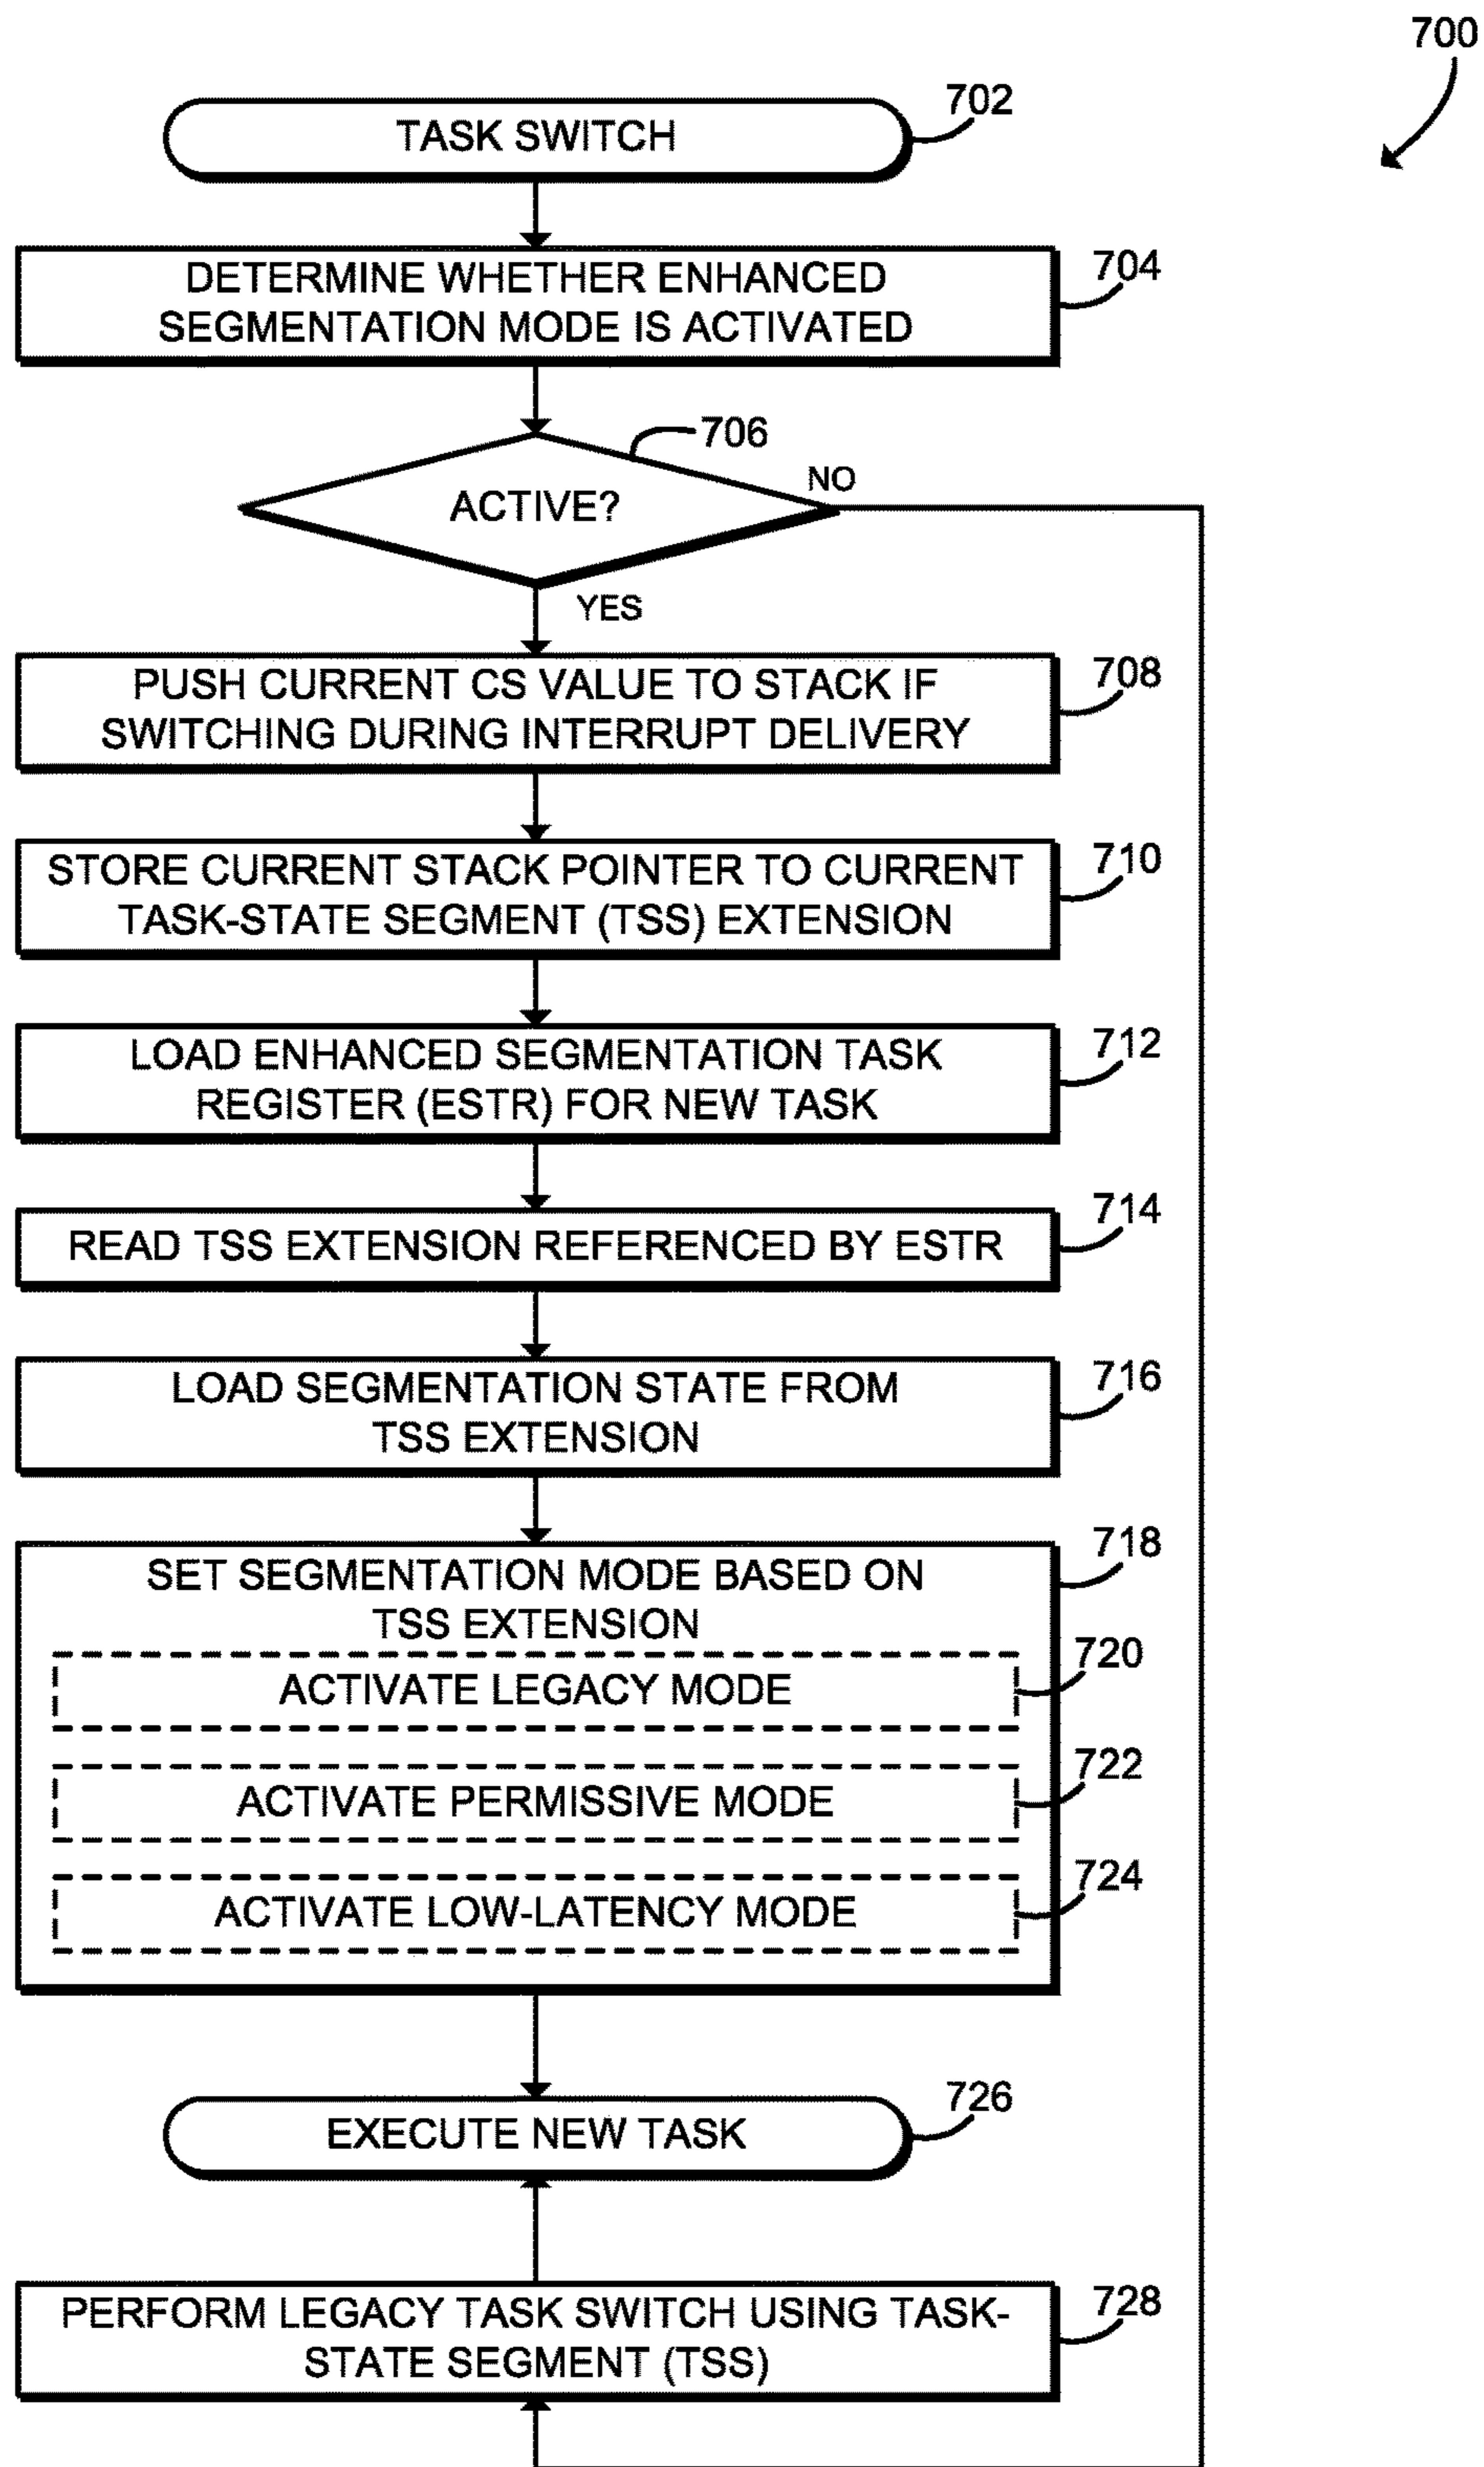 700
TASK SWITCH
702
DETERMINE WHETHER ENHANCED
SEGMENTATION MODE IS ACTIVATED
704
706
ACTIVE?
NO
YES
PUSH CURRENT CS VALUE TO STACK IF
SWITCHING DURING INTERRUPT DELIVERY
708
STORE CURRENT STACK POINTER TO CURRENT
TASK-STATE SEGMENT (TSS) EXTENSION
710
LOAD ENHANCED SEGMENTATION TASK
REGISTER (ESTR) FOR NEW TASK
712
READ TSS EXTENSION REFERENCED BY ESTR
714
LOAD SEGMENTATION STATE FROM
TSS EXTENSION
716
SET SEGMENTATION MODE BASED ON
TSS EXTENSION
718
ACTIVATE LEGACY MODE
720
ACTIVATE PERMISSIVE MODE
722
ACTIVATE LOW-LATENCY MODE
724
EXECUTE NEW TASK
726
PERFORM LEGACY TASK SWITCH USING TASK-
STATE SEGMENT (TSS)
728